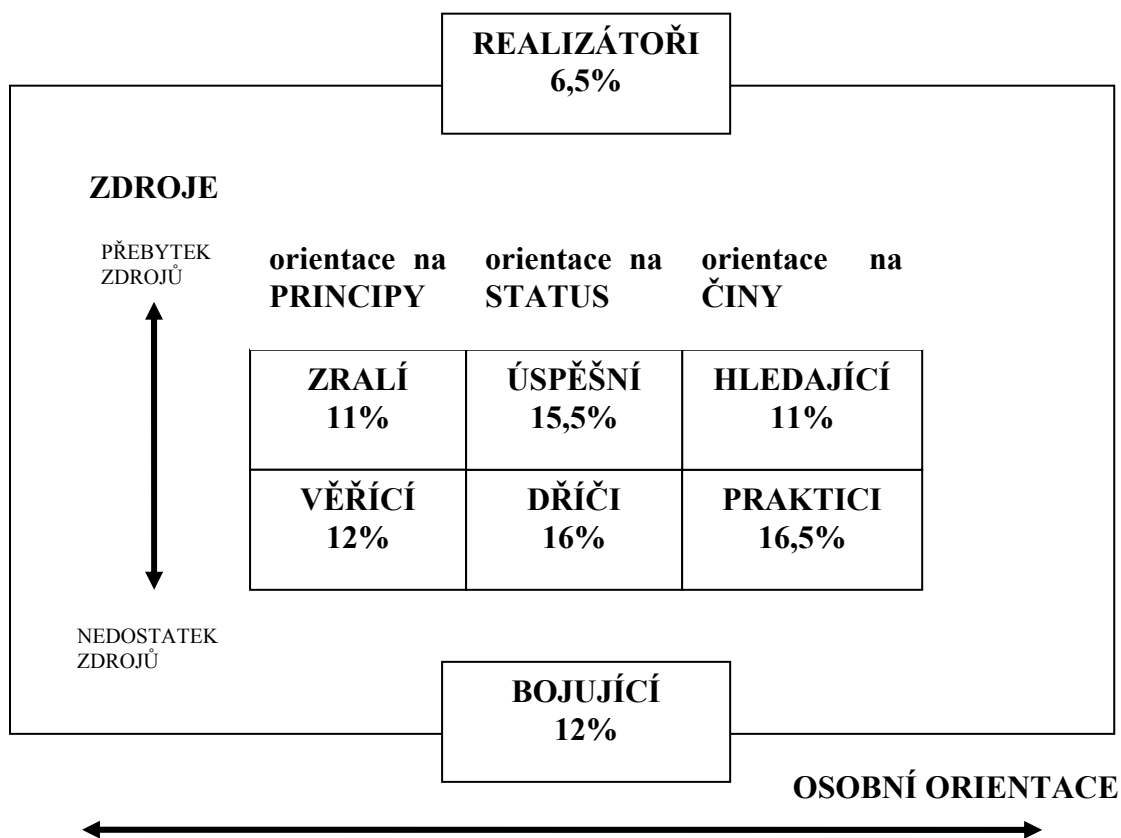 REALIZÁTOŘI
6,5%
ZDROJE
PŘEBYTEK
ZDROJŮ
orientace na
PRINCIPY
orientace na
STATUS
orientace na
ČINY
ZRALÍ
11%
ÚSPĚŠNÍ
15,5%
HLEDAJÍCÍ
11%
VĚŘÍCÍ
12%
DŘÍČI
16%
PRAKTICI
16,5%
NEDOSTATEK
ZDROJŮ
BOJUJÍCÍ
12%
OSOBNÍ ORIENTACE